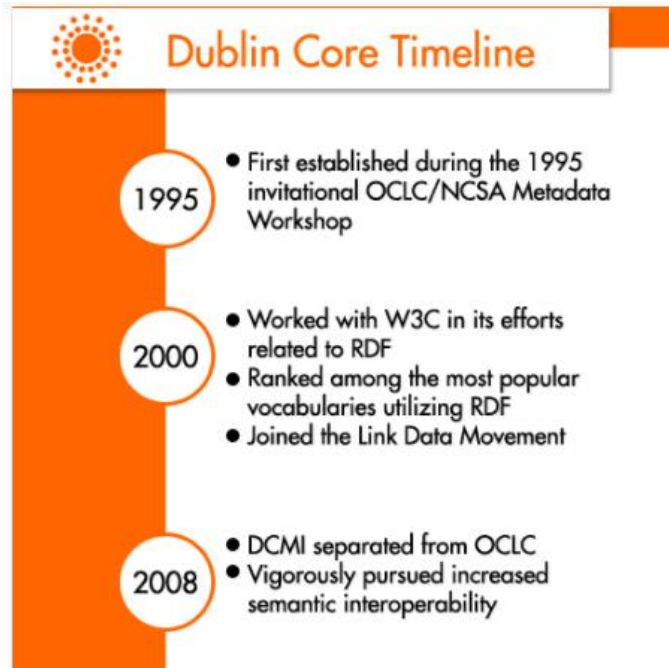 Dublin Core Timeline
1995
● First established during the 1995
invitational OCLC/NCSA Metadata
Workshop
2000
● Worked with W3C in its efforts
related to RDF
● Ranked among the most popular
vocabularies utilizing RDF
● Joined the Link Data Movement
2008
● DCMI separated from OCLC
● Vigorously pursued increased
semantic interoperability